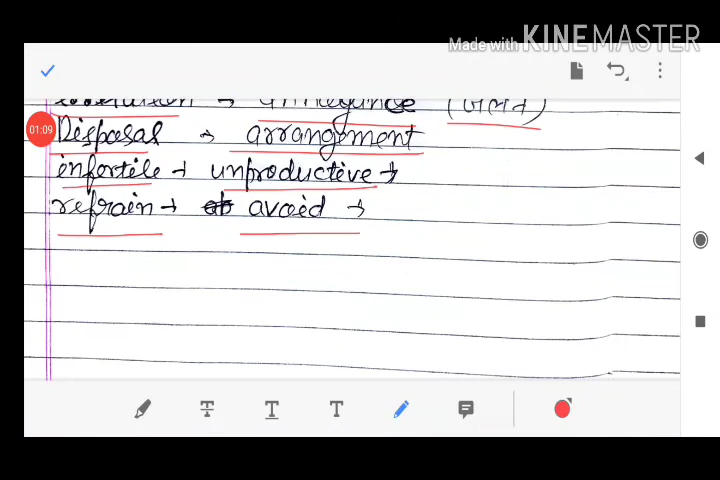 Made with KINEMASTER
01:09
Disposal → arrangement
infertile → unproductive →
refrain → avoid →
T T T